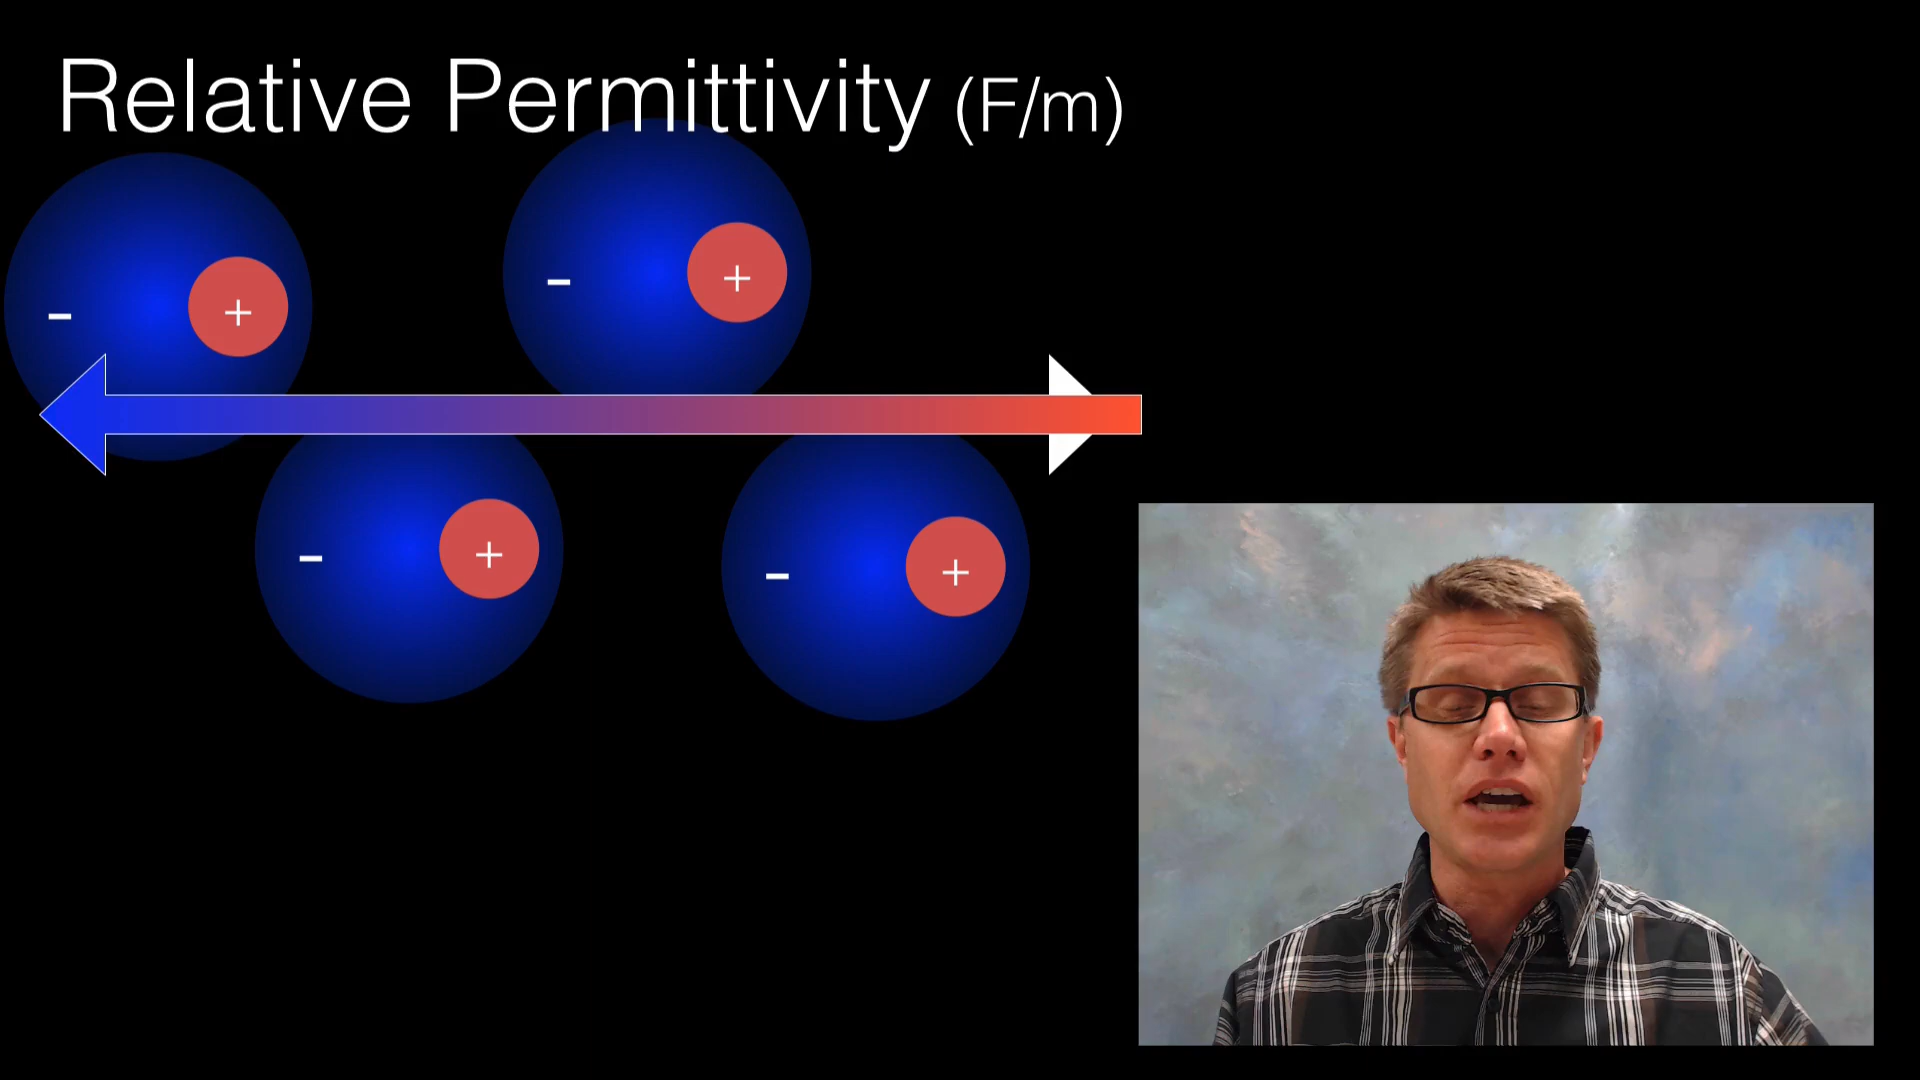 Relative Permittivity (F/m)
- +
- +
- +
- +